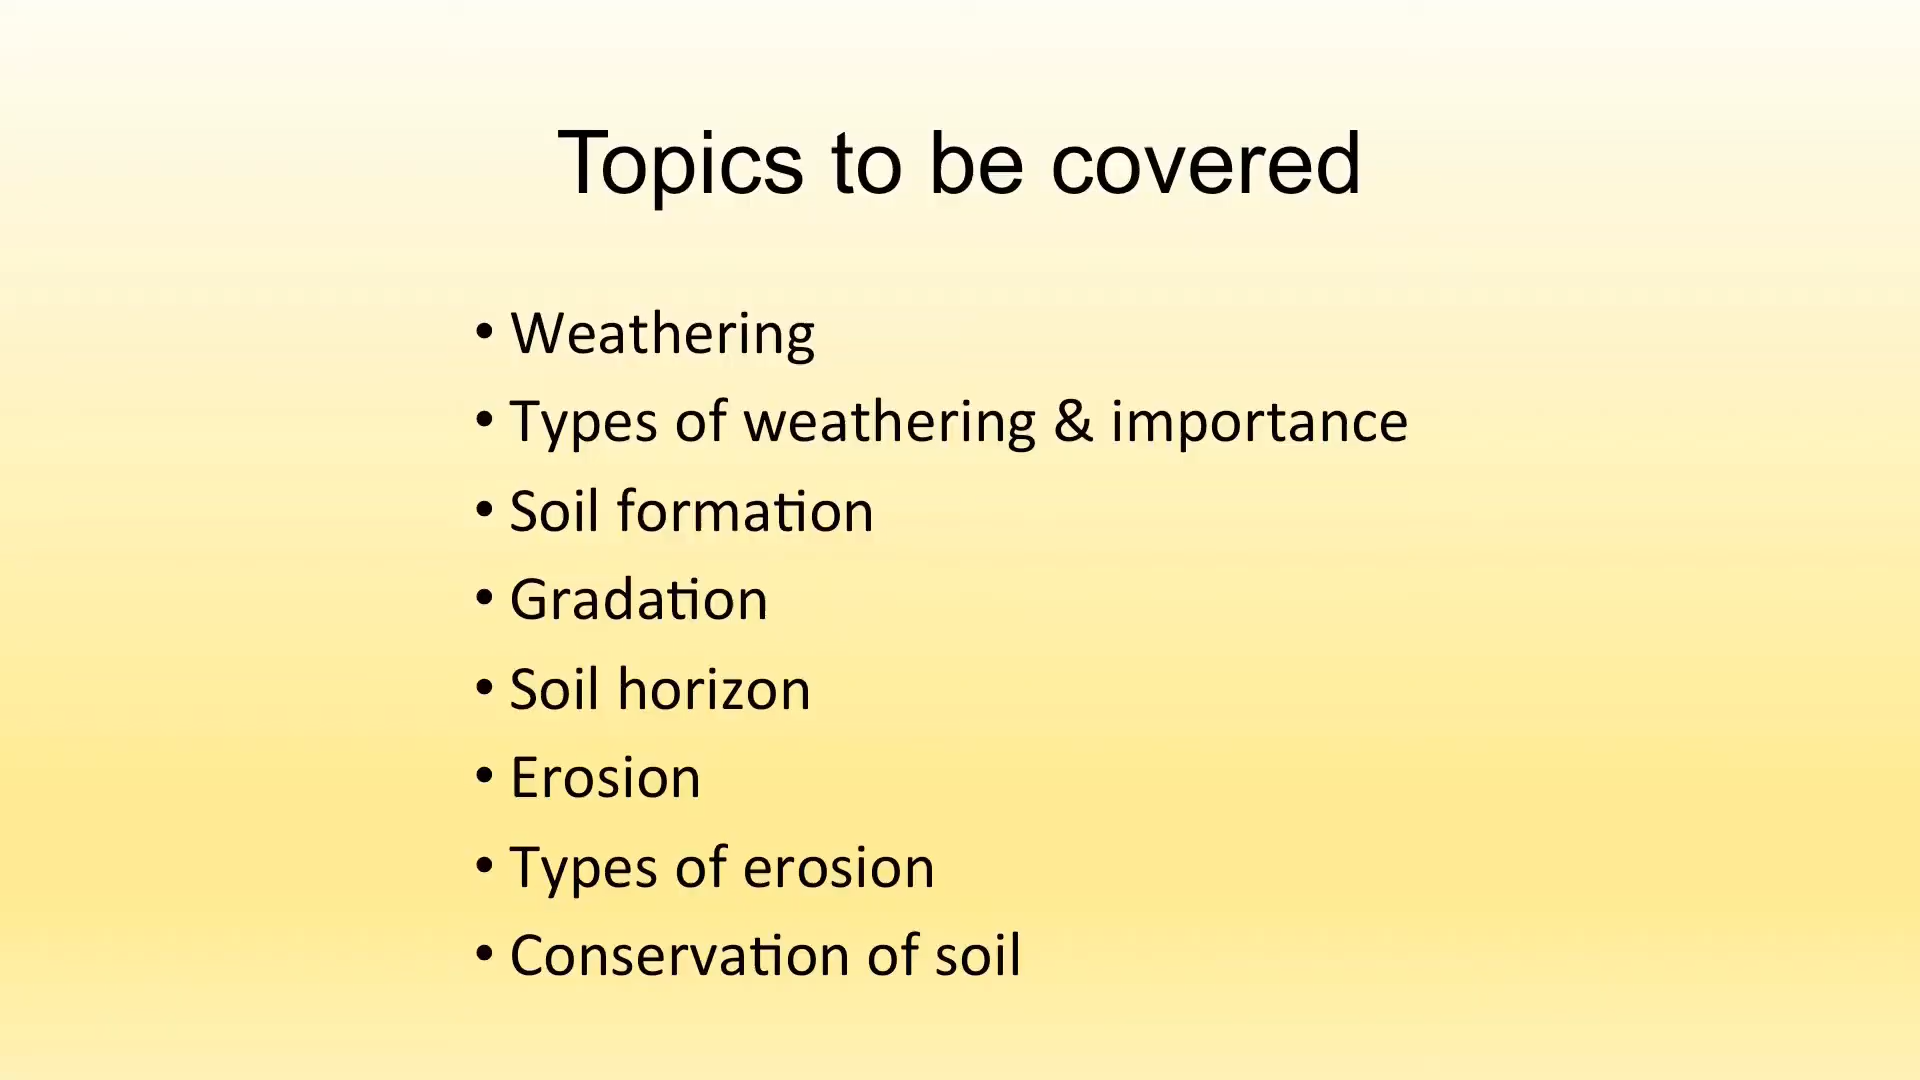 Topics to be covered
• Weathering
• Types of weathering & importance
• Soil formation
• Gradation
• Soil horizon
• Erosion
• Types of erosion
• Conservation of soil